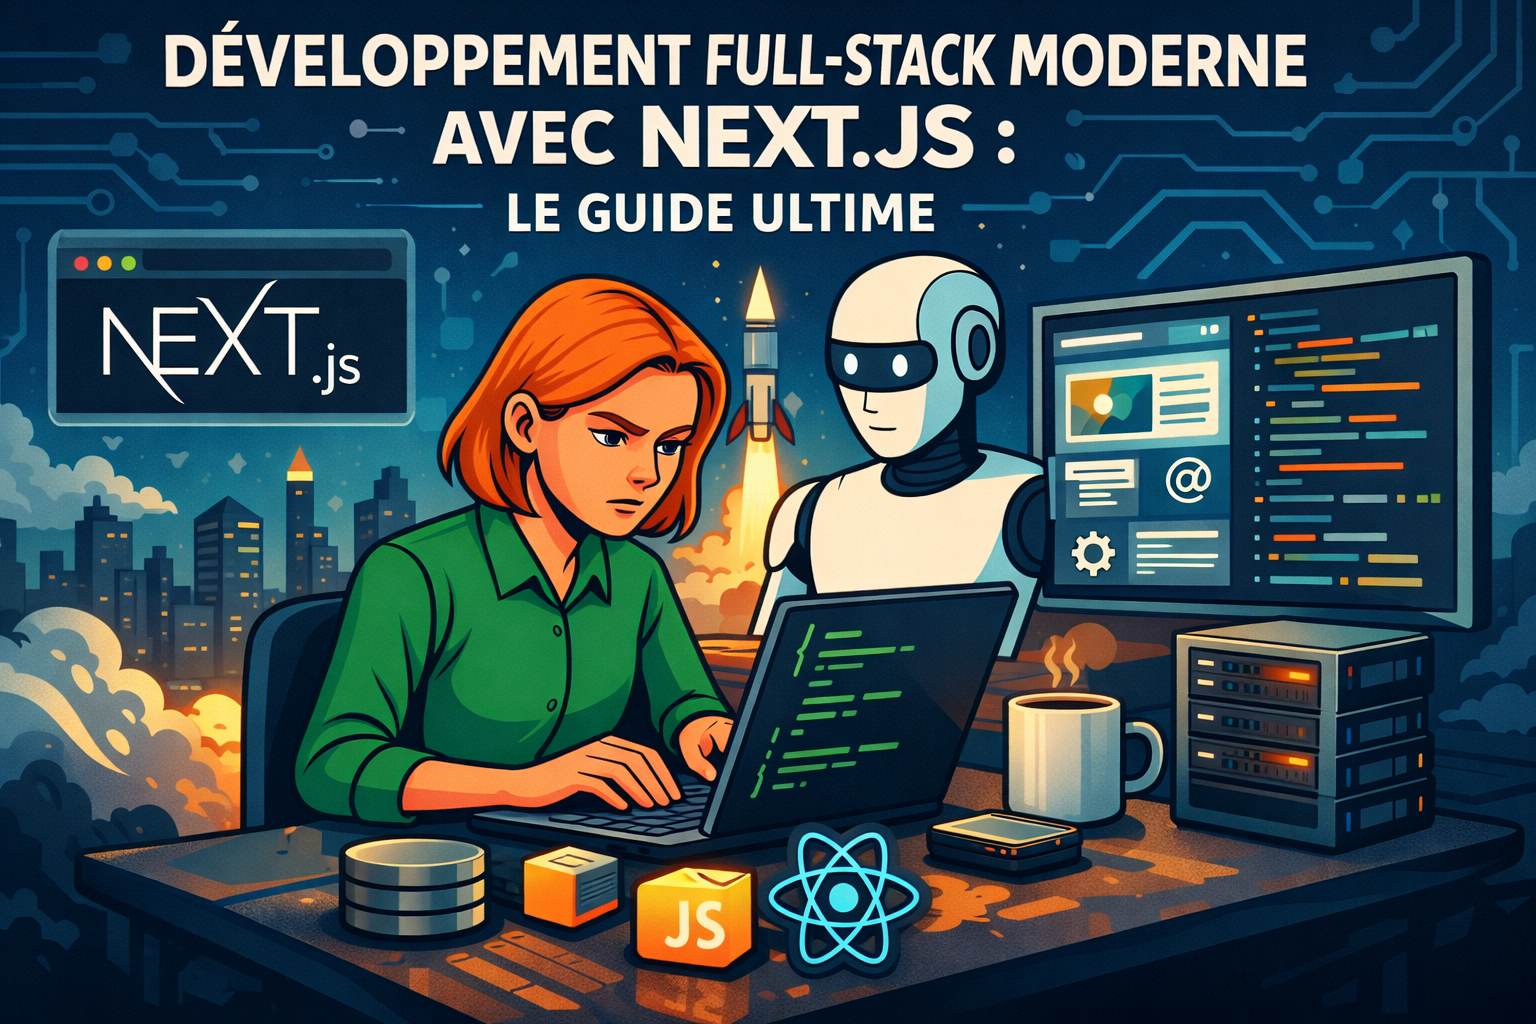 DÉVELOPPEMENT FULL-STACK MODERNE
AVEC NEXT.JS :
LE GUIDE ULTIME
NEXT.js
@
JS